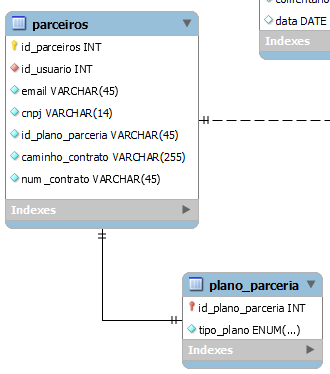 parceiros
id_parceiros INT
id_usuario INT
email VARCHAR(45)
cnpj VARCHAR(14)
id_plano_parceria VARCHAR(45)
caminho_contrato VARCHAR(255)
num_contrato VARCHAR(45)
Indexes
data DATE
Indexes
plano_parceria
id_plano_parceria INT
tipo_plano ENUM(...)
Indexes